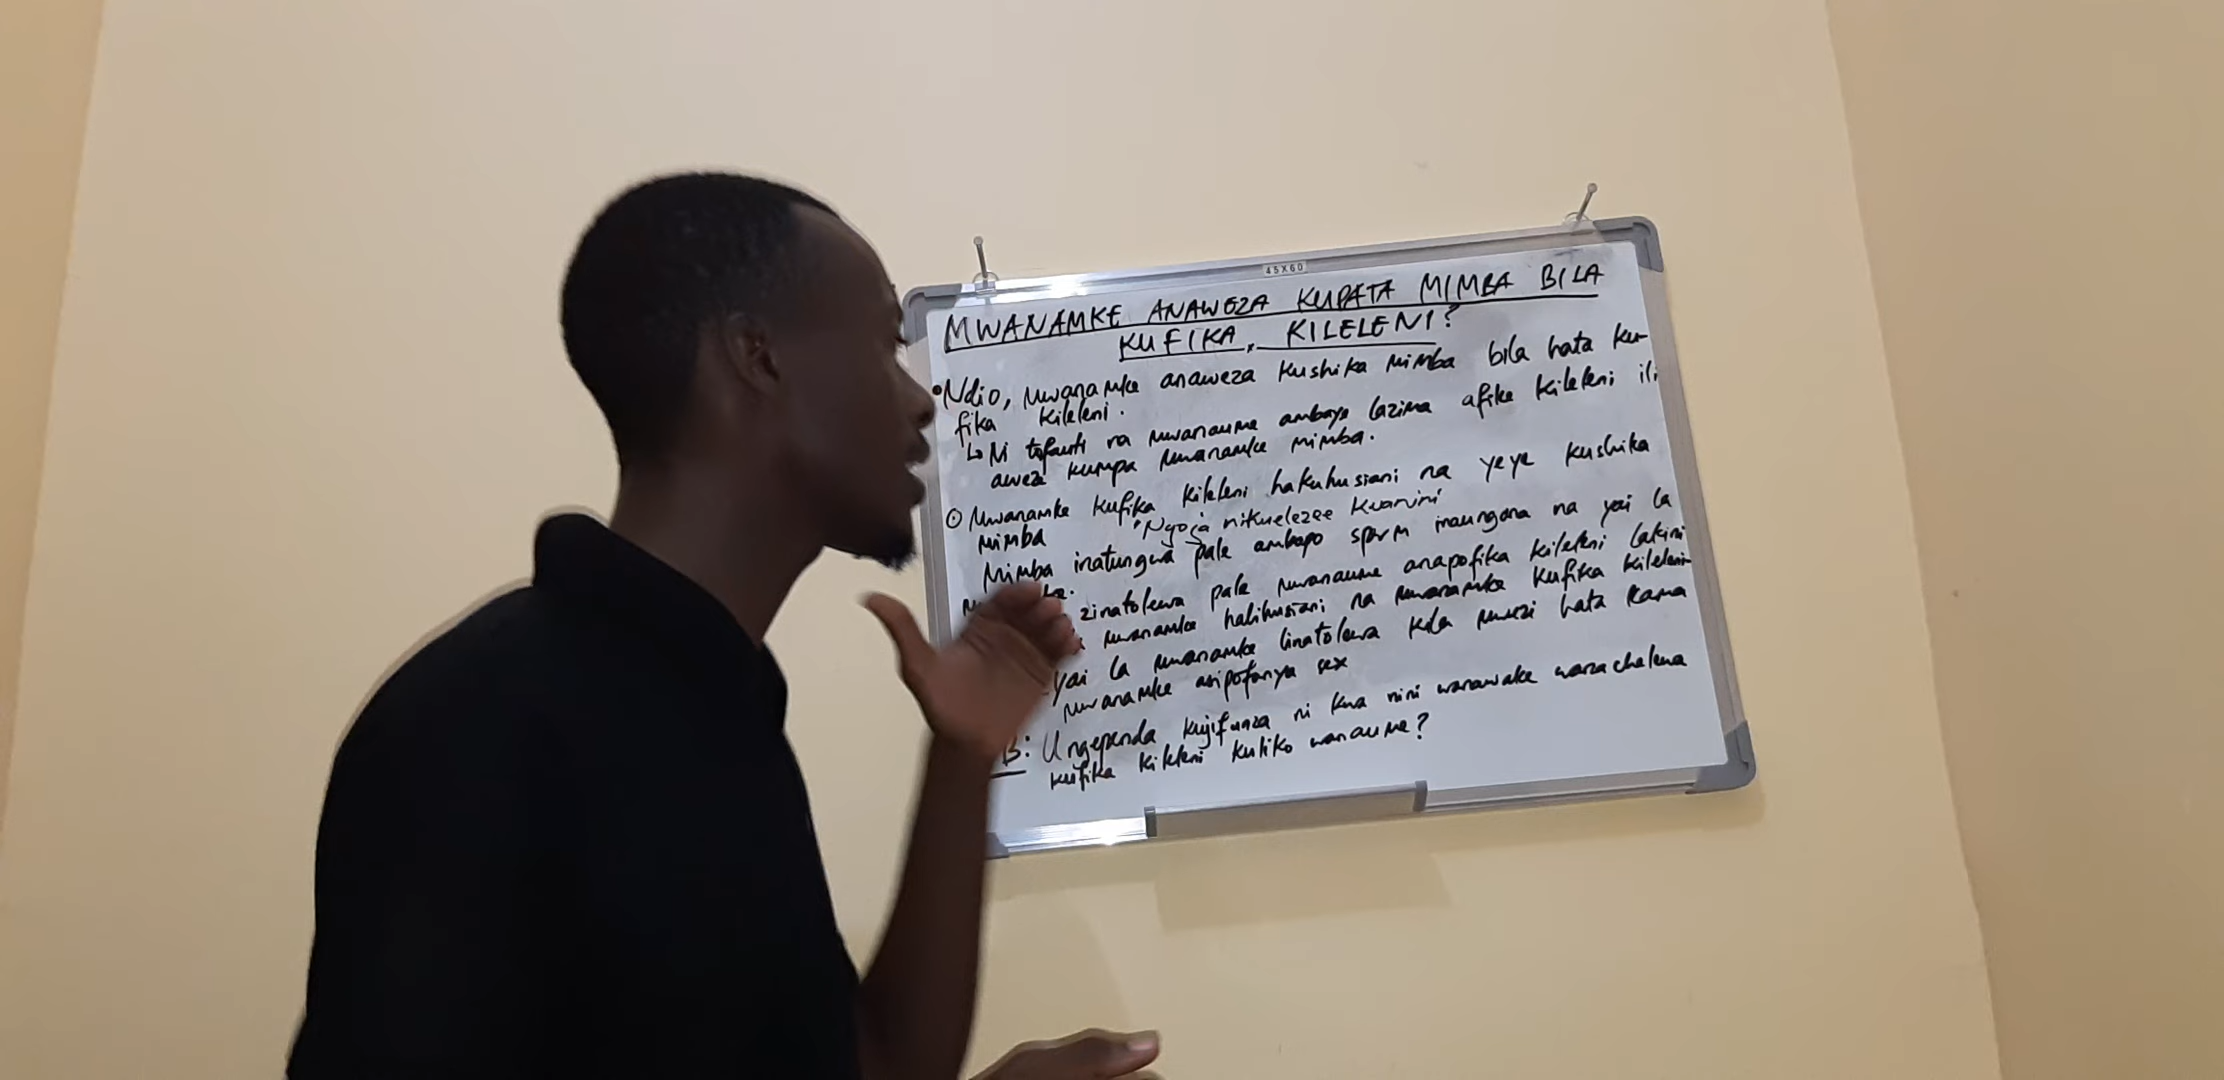 45X60
MWANAMKE ANAWEZA KUPATA MIMBA BILA
KUFIKA KILELENI?
• Ndio, Mwanamke anaweza kushika mimba bila hata ku-
fika kileleni.
↳ Ni tofauti na mwanaume ambaye lazima afike kileleni ili
aweze kumpa mwanamke mimba.
⊙ Mwanamke kufika kileleni hakuhusiani na yeye kushika
mimba
"Ngoja nikuelezee kwanini
Mimba inatungwa pale ambapo sperm inaungana na yai la
zinatolewa pale mwanaume anapofika kileleni lakini
mwanamke halihusiani na mwanamke kufika kileleni
yai la mwanamke linatolewa kila mwezi hata kama
mwanamke asipofanya sex
B: Ungependa kujifunza ni kwa nini wanawake wanachelewa
kufika kileleni kuliko wanaume?